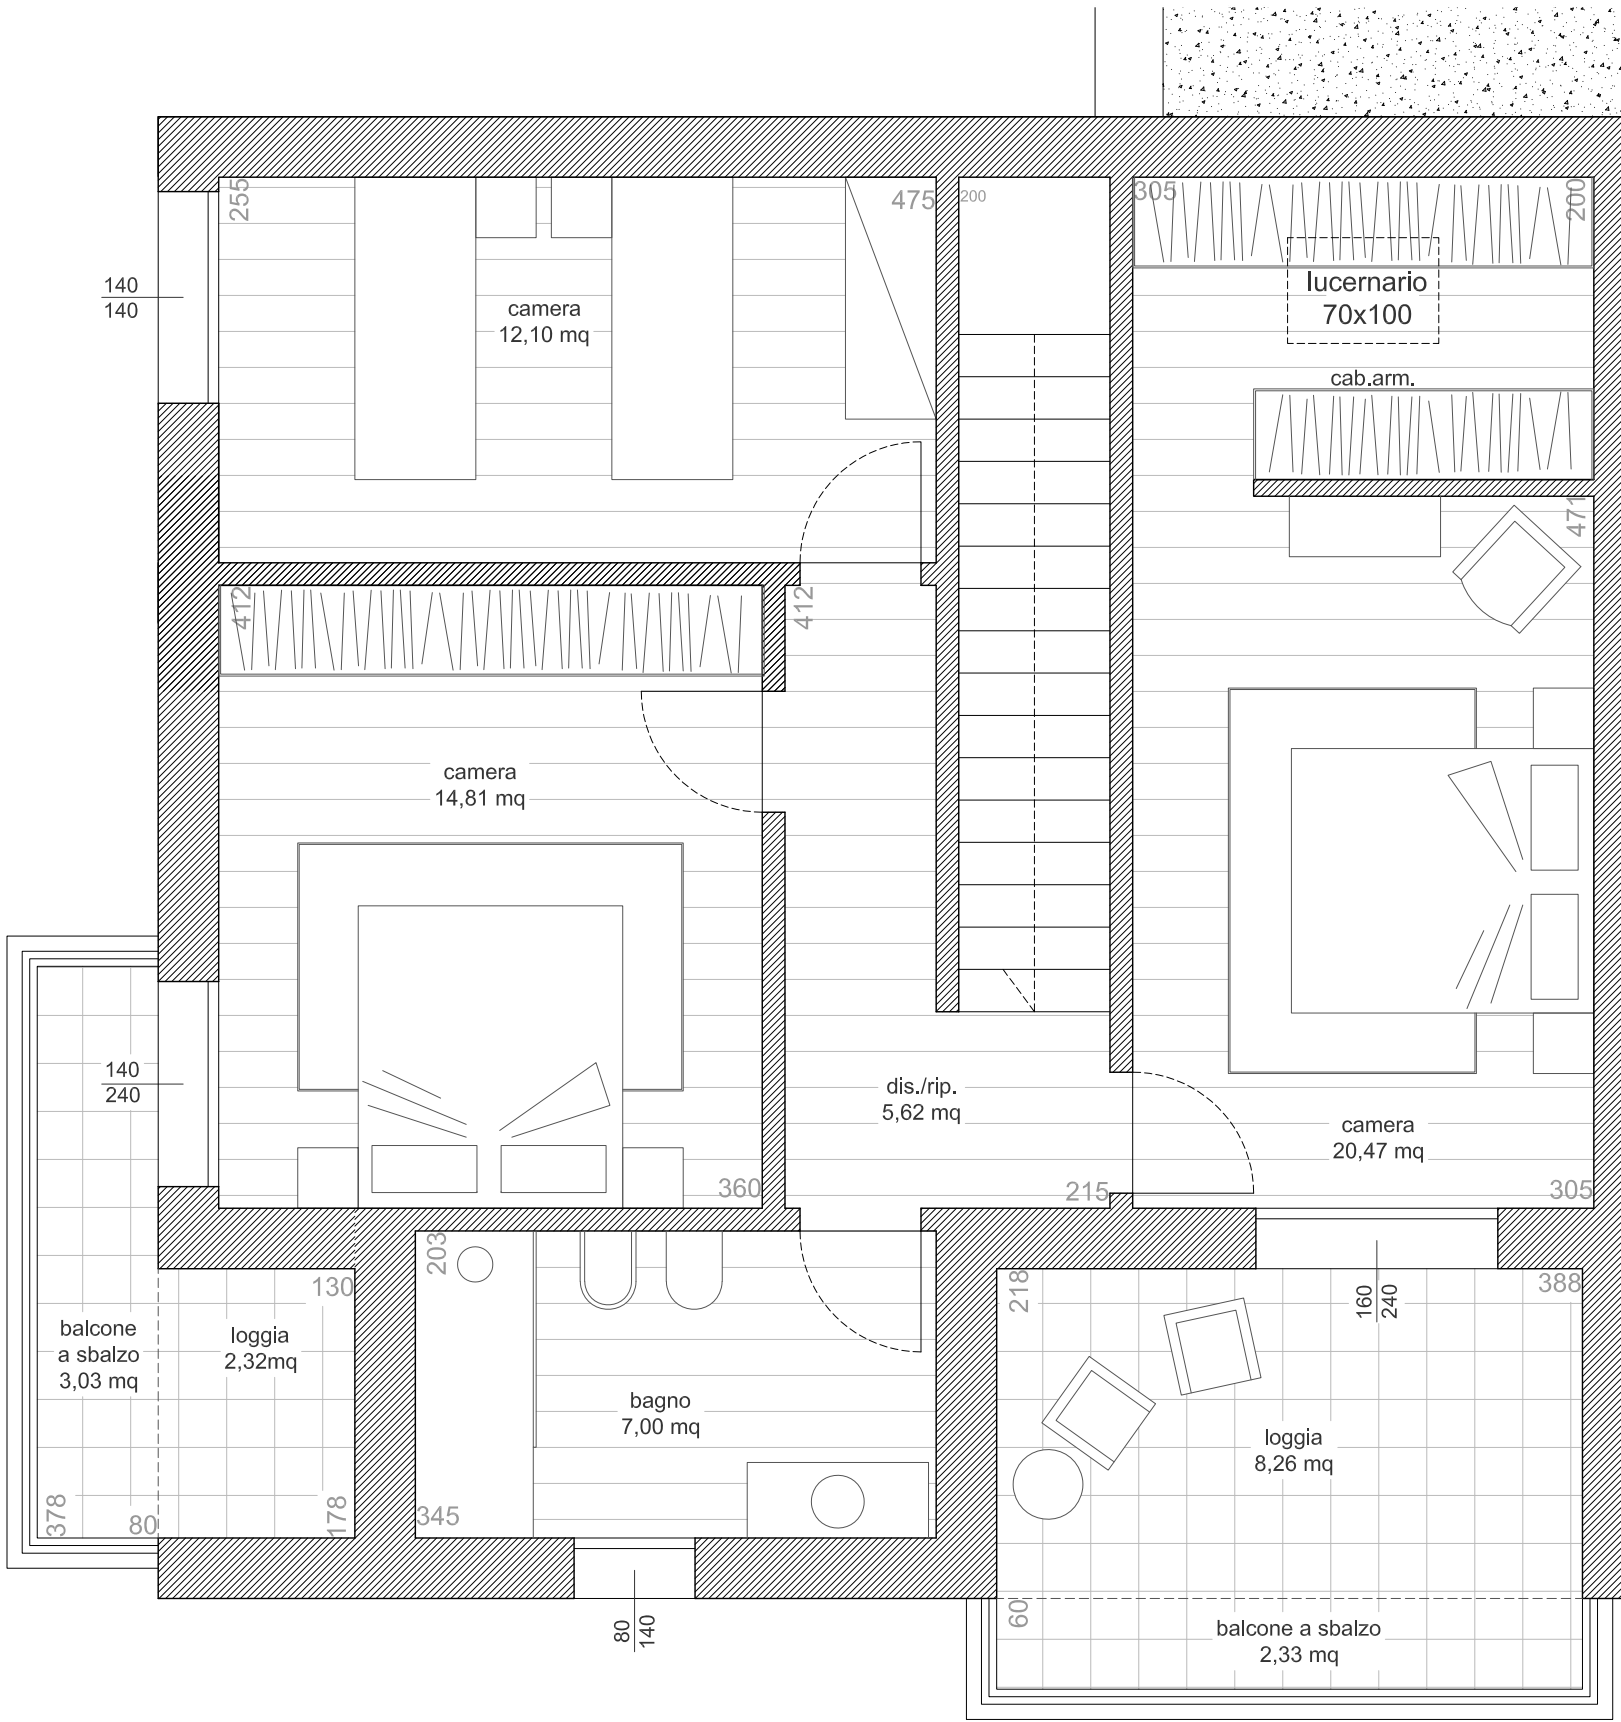 255
475
200
305
200
140
140
camera
12,10 mq
lucernario
70x100
cab.arm.
471
412
412
camera
14,81 mq
140
240
dis./rip.
5,62 mq
camera
20,47 mq
360
215
305
203
130
218
388
160
240
balcone
a sbalzo
3,03 mq
loggia
2,32mq
bagno
7,00 mq
loggia
8,26 mq
378
80
178
345
60
80
140
balcone a sbalzo
2,33 mq